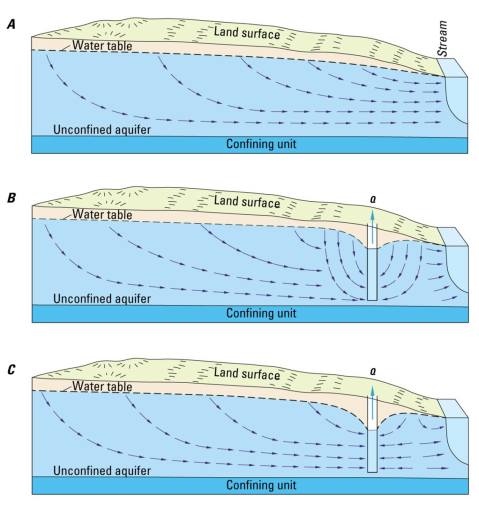 A
Land surface
Stream
Water table
Unconfined aquifer
Confining unit
B
Land surface
a
Water table
Unconfined aquifer
Confining unit
C
Land surface
a
Water table
Unconfined aquifer
Confining unit